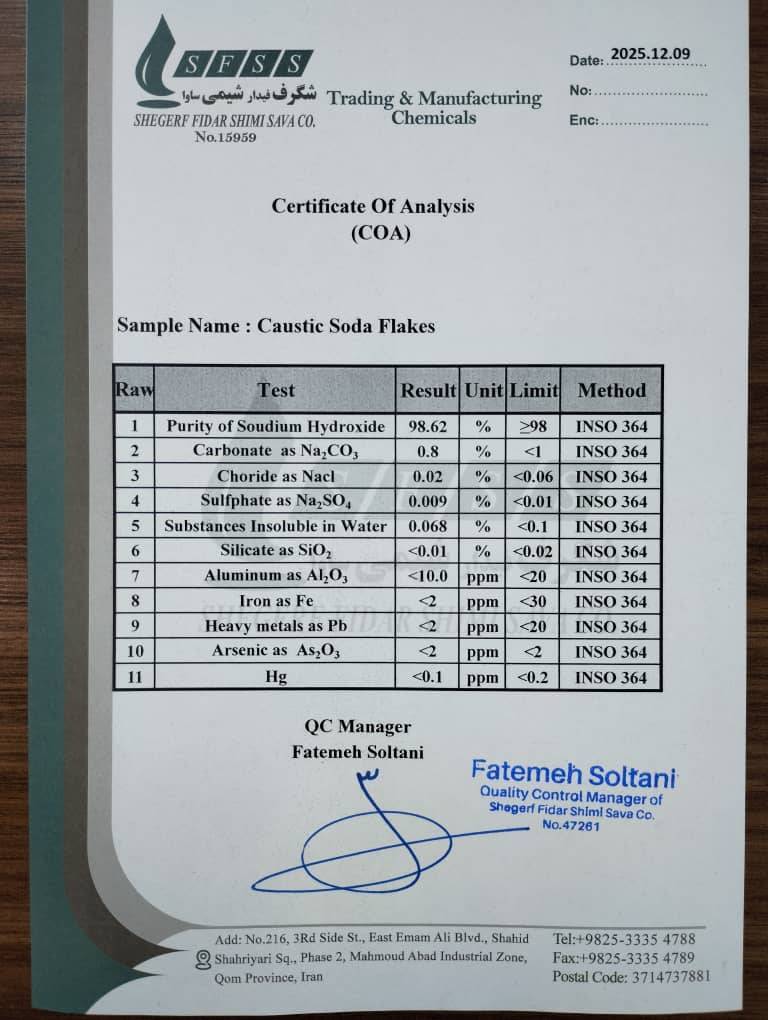 SFSS
شگرف فیدار شیمی ساوا
SHEGERF FIDAR SHIMI SAVA CO.
No.15959
Trading & Manufacturing
Chemicals
Date: 2025.12.09
No:
Enc:
Certificate Of Analysis
(COA)
Sample Name : Caustic Soda Flakes
Raw Test Result Unit Limit Method
1 Purity of Soudium Hydroxide 98.62 % ≥98 INSO 364
2 Carbonate as Na₂CO₃ 0.8 % <1 INSO 364
3 Choride as Nacl 0.02 % <0.06 INSO 364
4 Sulfphate as Na₂SO₄ 0.009 % <0.01 INSO 364
5 Substances Insoluble in Water 0.068 % <0.1 INSO 364
6 Silicate as SiO₂ <0.01 % <0.02 INSO 364
7 Aluminum as Al₂O₃ <10.0 ppm <20 INSO 364
8 Iron as Fe <2 ppm <30 INSO 364
9 Heavy metals as Pb <2 ppm <20 INSO 364
10 Arsenic as As₂O₃ <2 ppm <2 INSO 364
11 Hg <0.1 ppm <0.2 INSO 364
SHEGERF FIDAR SHIMI SAVA CO
QC Manager
Fatemeh Soltani
Fatemeh Soltani
Quality Control Manager of
Shegerf Fidar Shimi Sava Co.
No.47261
Add: No.216, 3Rd Side St., East Emam Ali Blvd., Shahid
Shahriyari Sq., Phase 2, Mahmoud Abad Industrial Zone,
Qom Province, Iran
Tel:+9825-3335 4788
Fax:+9825-3335 4789
Postal Code: 3714737881